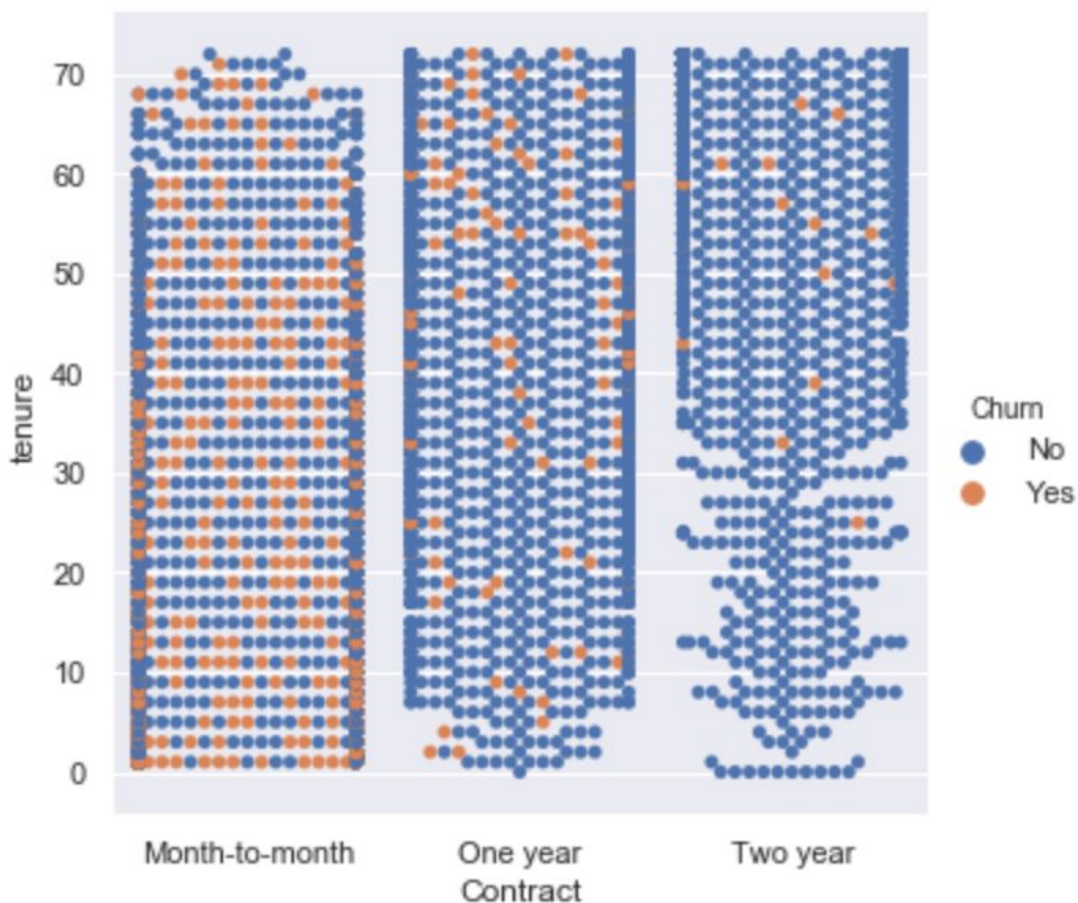 70
60
50
40
30
20
10
0
tenure
Month-to-month
One year
Two year
Contract
Churn
No
Yes